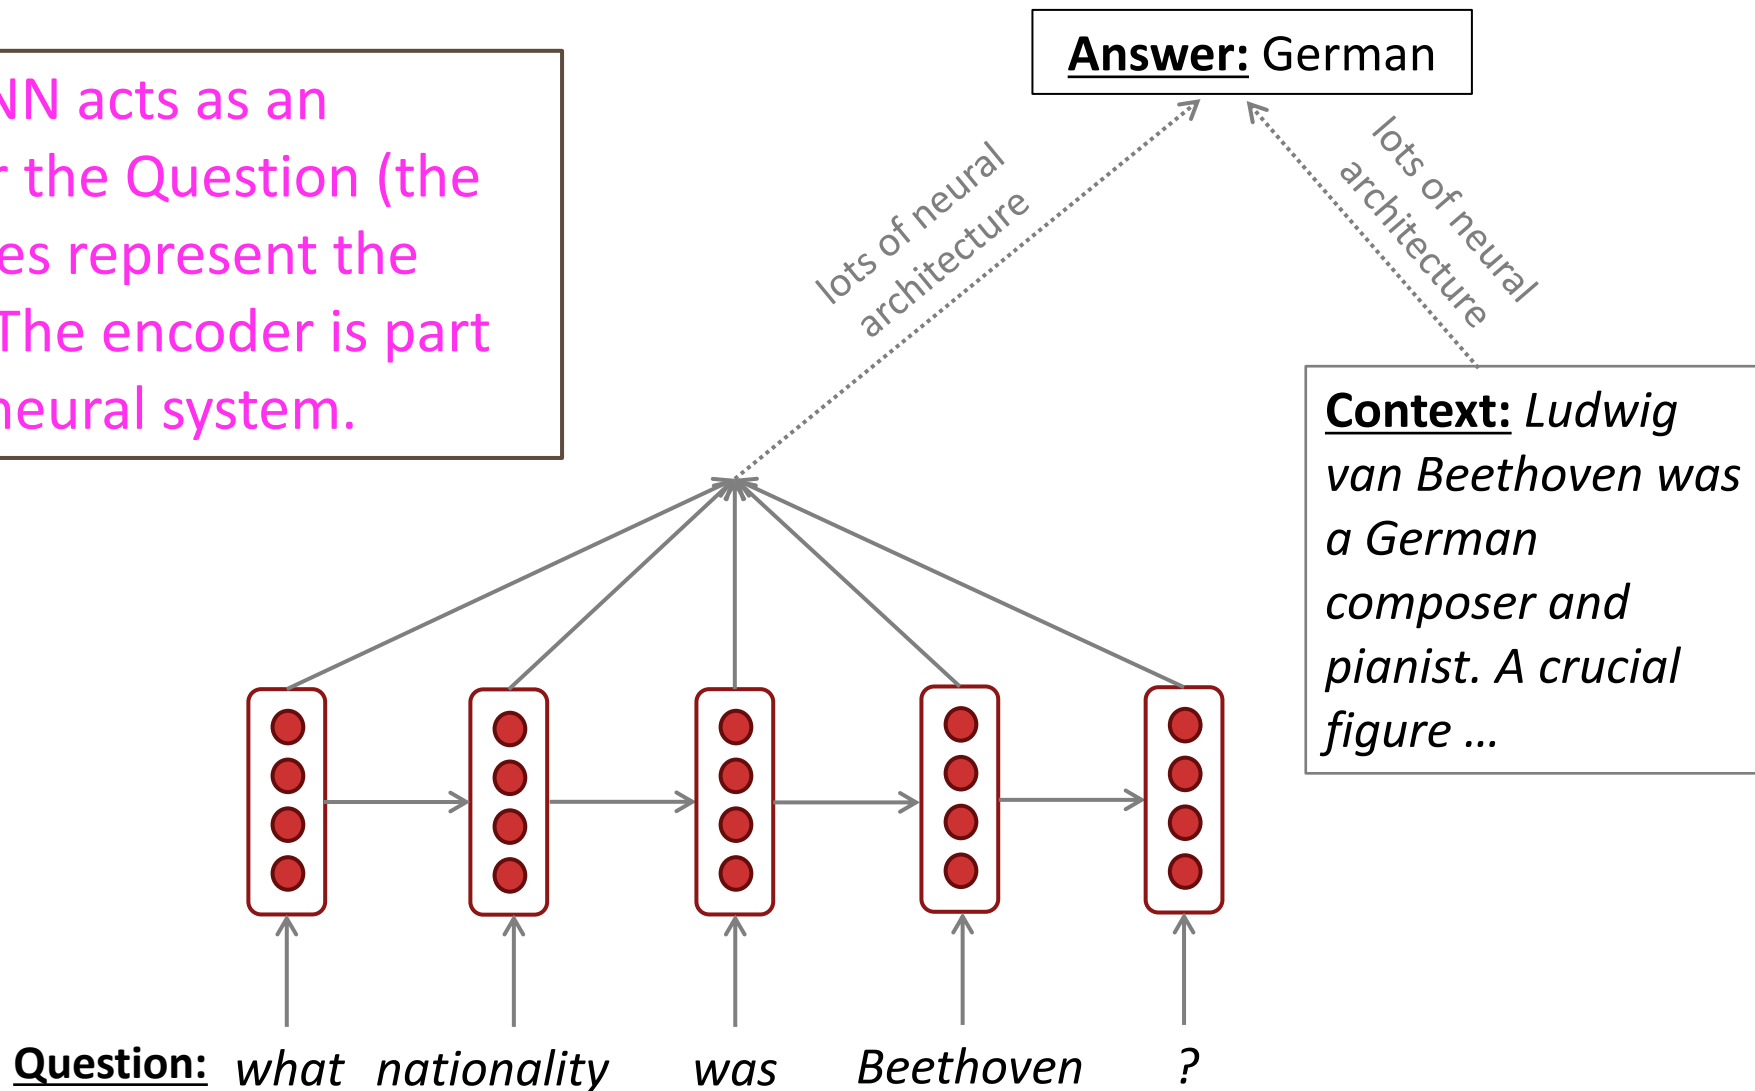 Answer: German
NN acts as an
r the Question (the
es represent the
The encoder is part
neural system.
lots of neural
architecture
lots of neural
architecture
Context: Ludwig
van Beethoven was
a German
composer and
pianist. A crucial
figure …
Question: what nationality was Beethoven ?